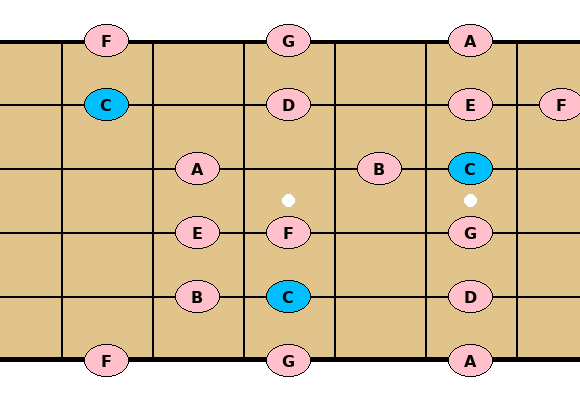 F G A
C D E F
A B C
E F G
B C D
F G A